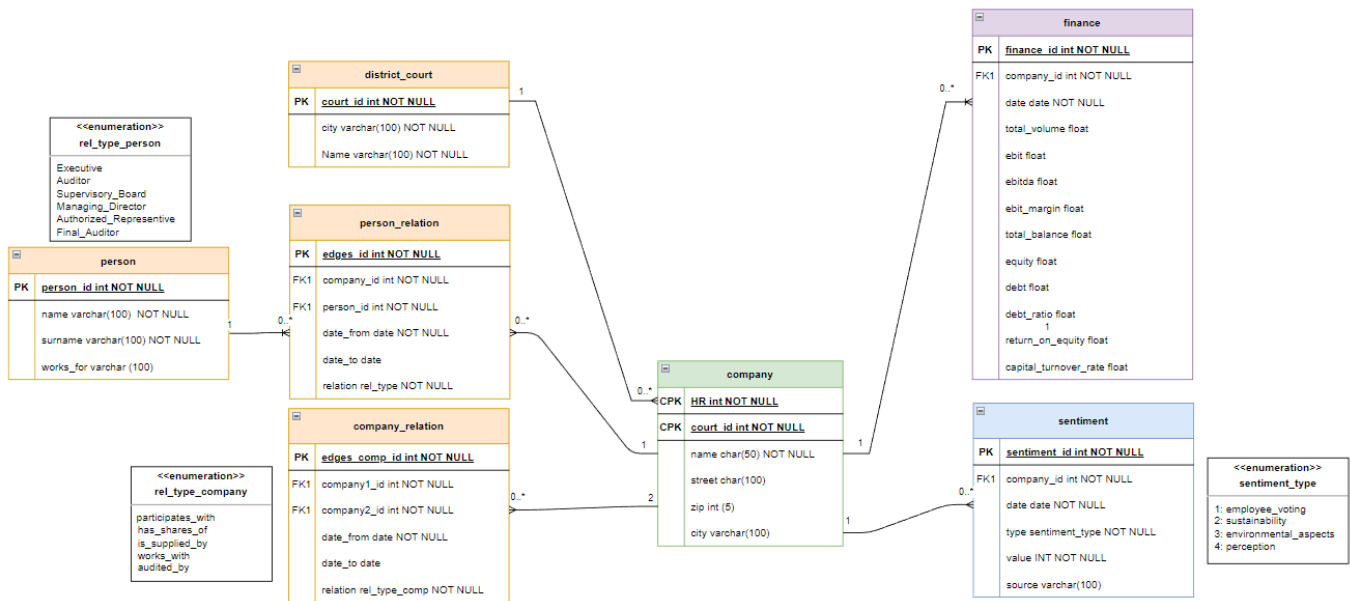 finance
PK finance_id int NOT NULL
FK1 company_id int NOT NULL
date date NOT NULL
total_volume float
ebit float
ebitda float
ebit_margin float
total_balance float
equity float
debt float
debt_ratio float
1
return_on_equity float
capital_turnover_rate float
district_court
PK court_id int NOT NULL
city varchar(100) NOT NULL
Name varchar(100) NOT NULL
1
0..*
<<enumeration>>
rel_type_person
Executive
Auditor
Supervisory_Board
Managing_Director
Authorized_Representive
Final_Auditor
person_relation
PK edges_id int NOT NULL
FK1 company_id int NOT NULL
FK1 person_id int NOT NULL
date_from date NOT NULL
date_to date
relation rel_type NOT NULL
person
PK person_id int NOT NULL
name varchar(100) NOT NULL
surname varchar(100) NOT NULL
works_for varchar (100)
1
0..*
0..*
company
CPK HR int NOT NULL
CPK court_id int NOT NULL
name char(50) NOT NULL
street char(100)
zip int (5)
city varchar(100)
0..*
1
1
2
1
company_relation
PK edges_comp_id int NOT NULL
FK1 company1_id int NOT NULL
FK1 company2_id int NOT NULL
date_from date NOT NULL
date_to date
relation rel_type_comp NOT NULL
0..*
<<enumeration>>
rel_type_company
participates_with
has_shares_of
is_supplied_by
works_with
audited_by
sentiment
PK sentiment_id int NOT NULL
FK1 company_id int NOT NULL
date date NOT NULL
type sentiment_type NOT NULL
value INT NOT NULL
source varchar(100)
0..*
<<enumeration>>
sentiment_type
1: employee_voting
2: sustainability
3: environmental_aspects
4: perception